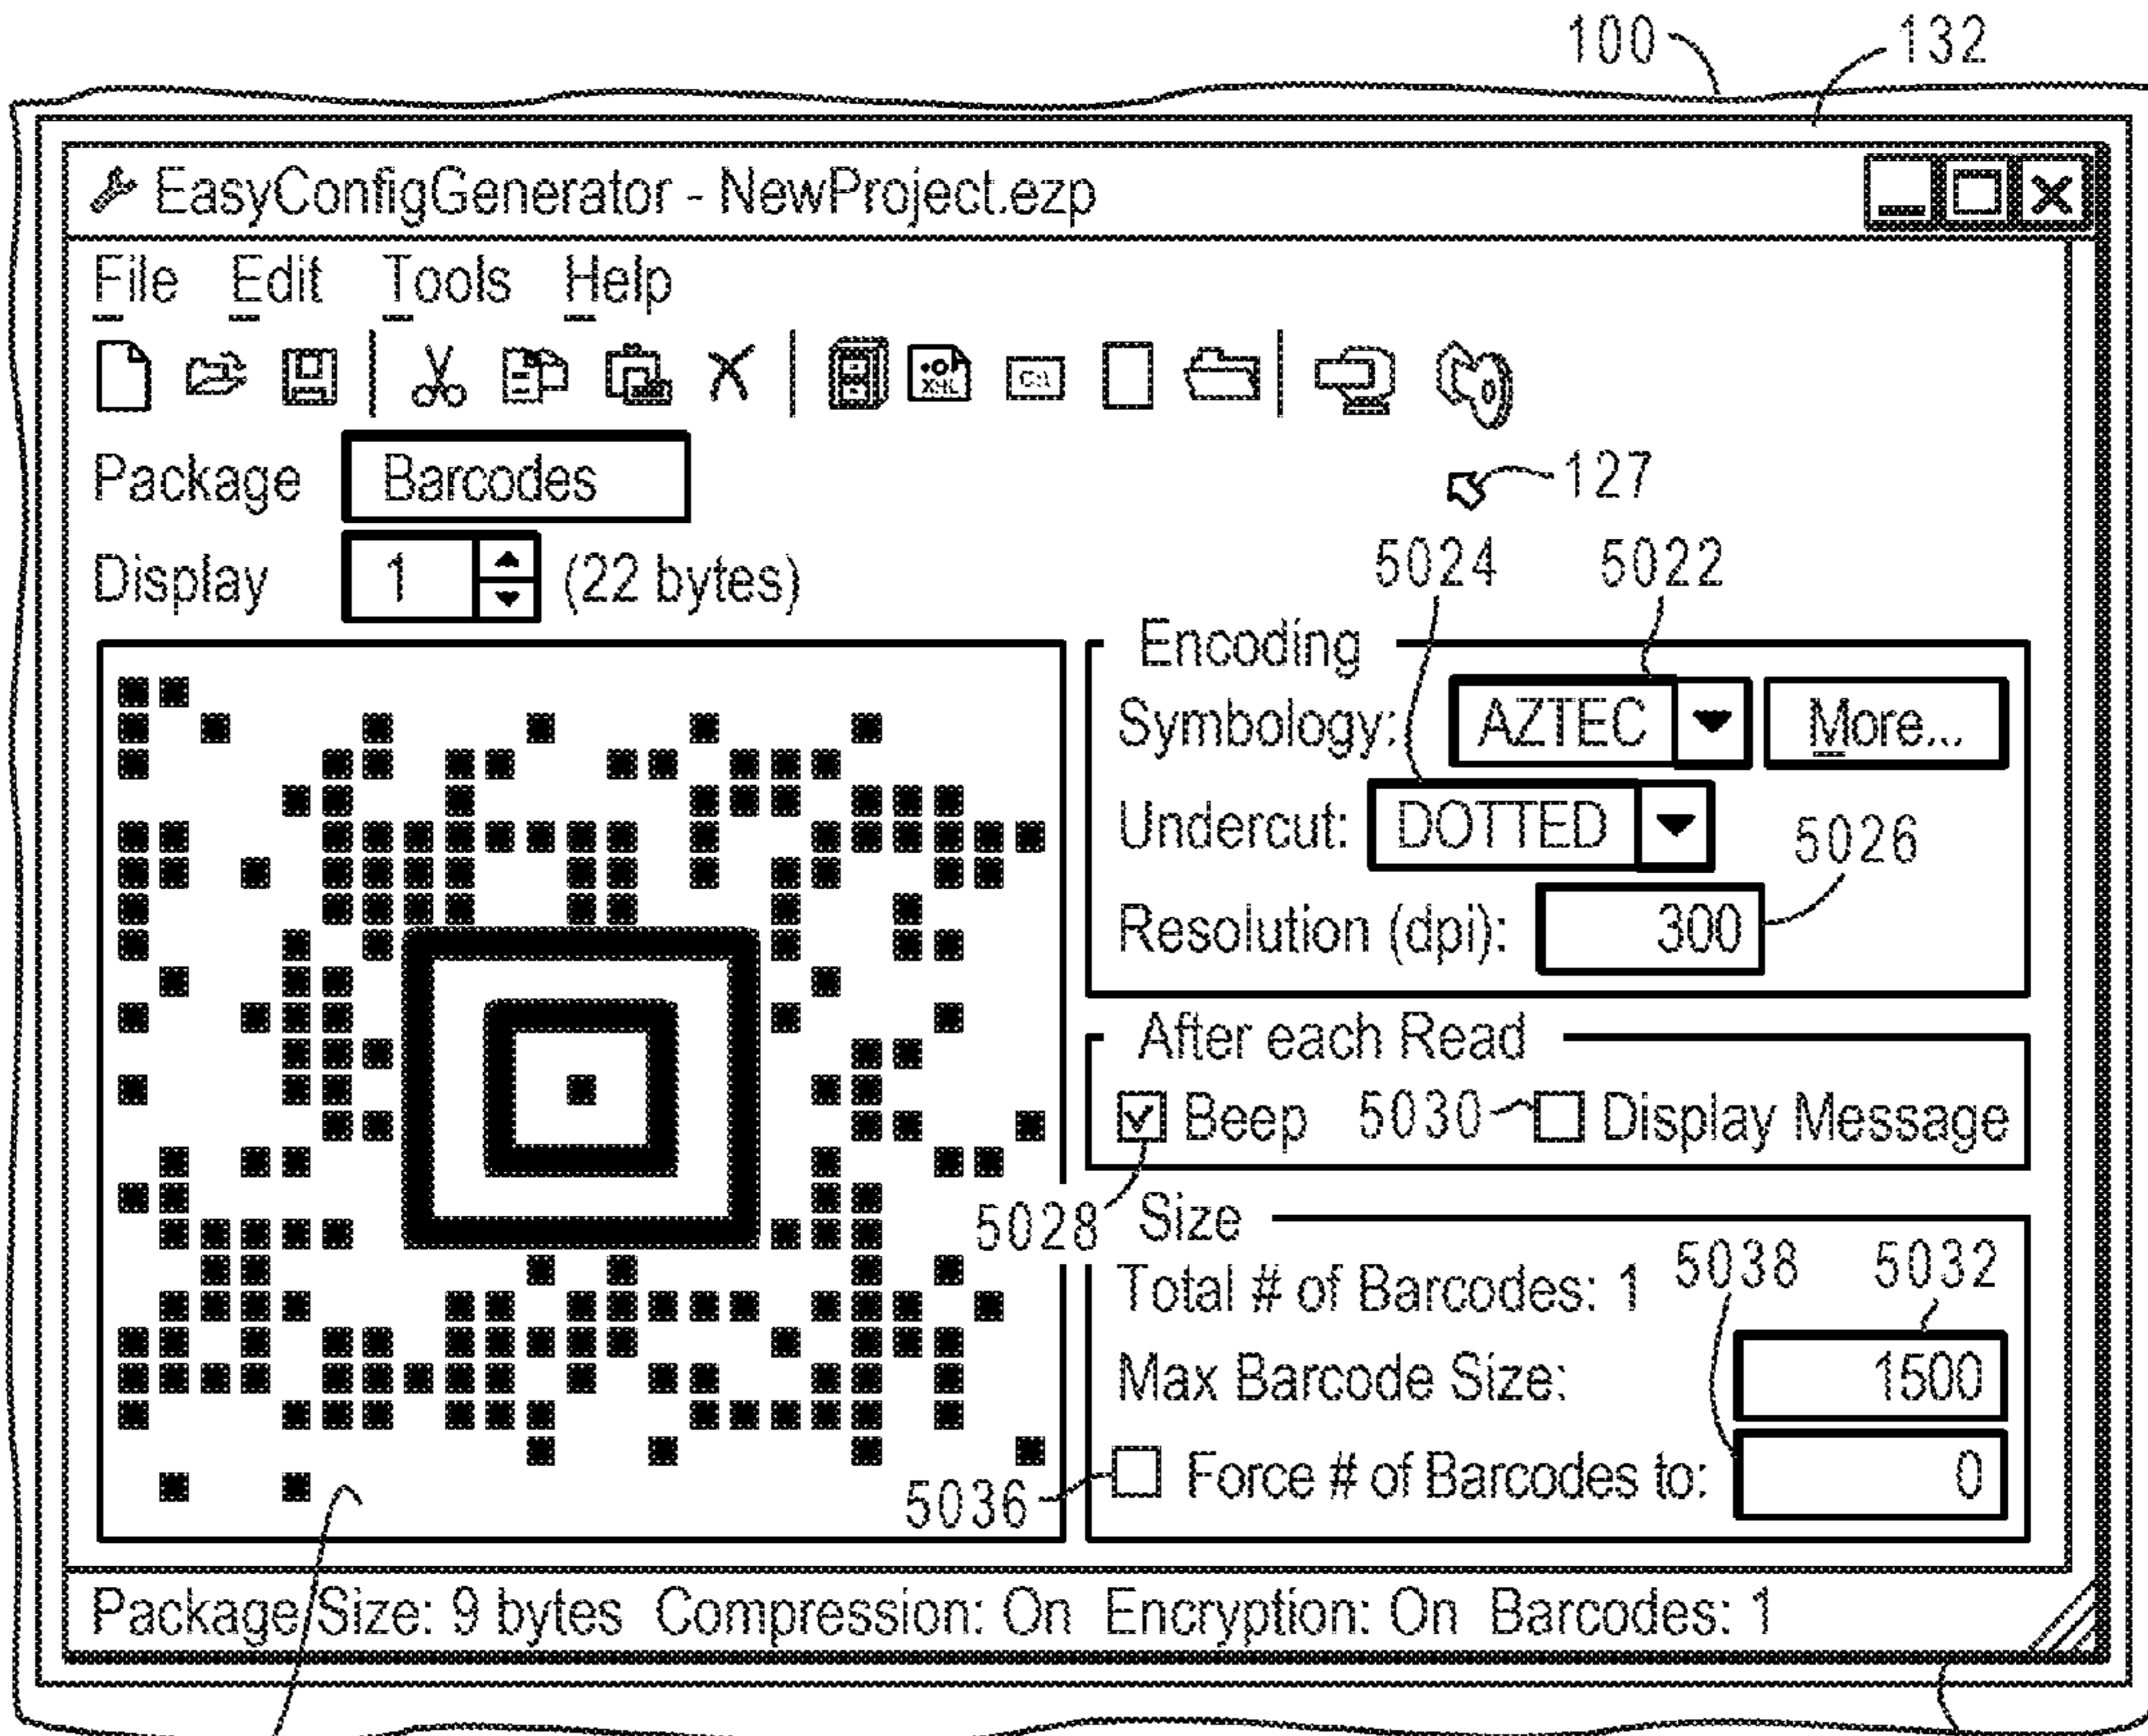 100 132
EasyConfigGenerator - NewProject.ezp
File Edit Tools Help
XML C:\
Package Barcodes
127
Display 1 (22 bytes)
5024 5022
Encoding
Symbology: AZTEC More...
Undercut: DOTTED
5026
Resolution (dpi): 300
After each Read
Beep 5030 Display Message
5028
Size
Total # of Barcodes: 1
5038 5032
Max Barcode Size: 1500
5036 Force # of Barcodes to: 0
Package Size: 9 bytes Compression: On Encryption: On Barcodes: 1